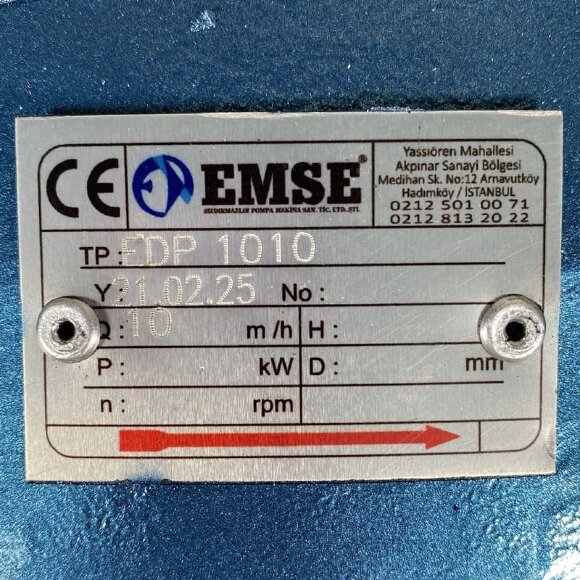 CE EMSE®
SIZDIRMAZLIK POMPA MAKİNA SAN. TİC. LTD. ŞTİ.
Yassıören Mahallesi
Akpınar Sanayi Bölgesi
Medihan Sk. No:12 Arnavutköy
Hadımköy / İSTANBUL
0212 501 00 71
0212 813 20 22
TP : EDP 1010
Y : 21.02.25 No :
Q : 10 m /h H :
P : kW D : mm
n : rpm